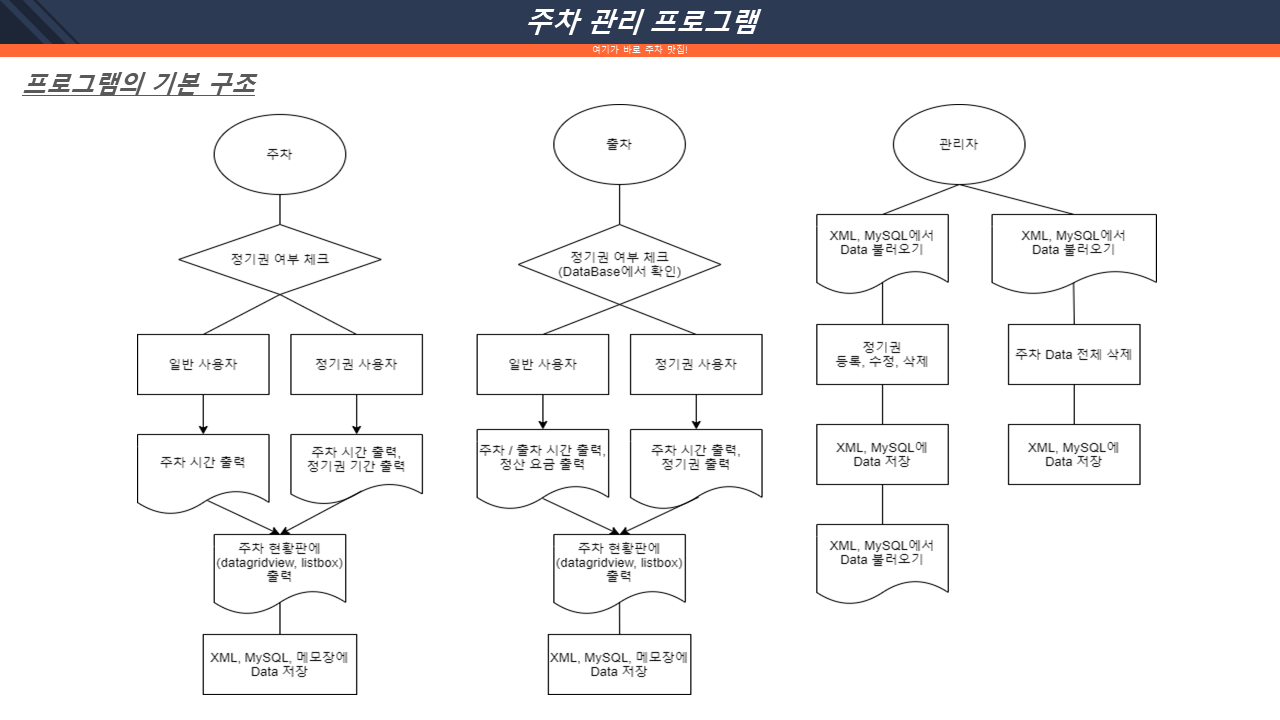 주차 관리 프로그램
여기가 바로 주차 맛집!
프로그램의 기본 구조
주차
정기권 여부 체크
일반 사용자
정기권 사용자
주차 시간 출력
주차 시간 출력,
정기권 기간 출력
주차 현황판에
(datagridview, listbox)
출력
XML, MySQL, 메모장에
Data 저장
출차
정기권 여부 체크
(DataBase에서 확인)
일반 사용자
정기권 사용자
주차 / 출차 시간 출력,
정산 요금 출력
주차 시간 출력,
정기권 출력
주차 현황판에
(datagridview, listbox)
출력
XML, MySQL, 메모장에
Data 저장
관리자
XML, MySQL에서
Data 불러오기
정기권
등록, 수정, 삭제
XML, MySQL에
Data 저장
XML, MySQL에서
Data 불러오기
XML, MySQL에서
Data 불러오기
주차 Data 전체 삭제
XML, MySQL에
Data 저장